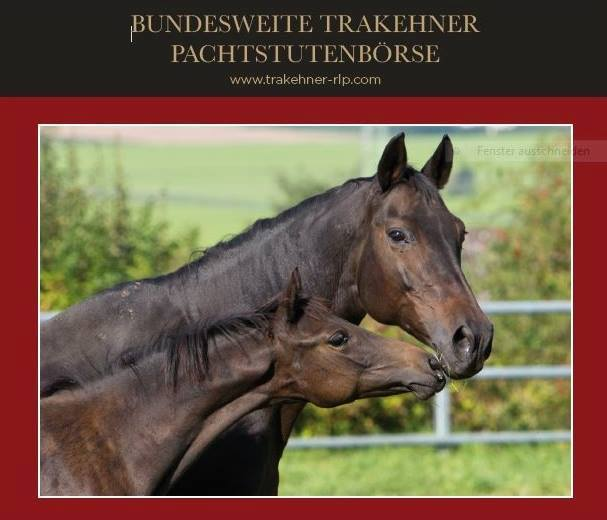 BUNDESWEITE TRAKEHNER
PACHTSTUTENBÖRSE
www.trakehner-rlp.com
Fenster ausschneiden